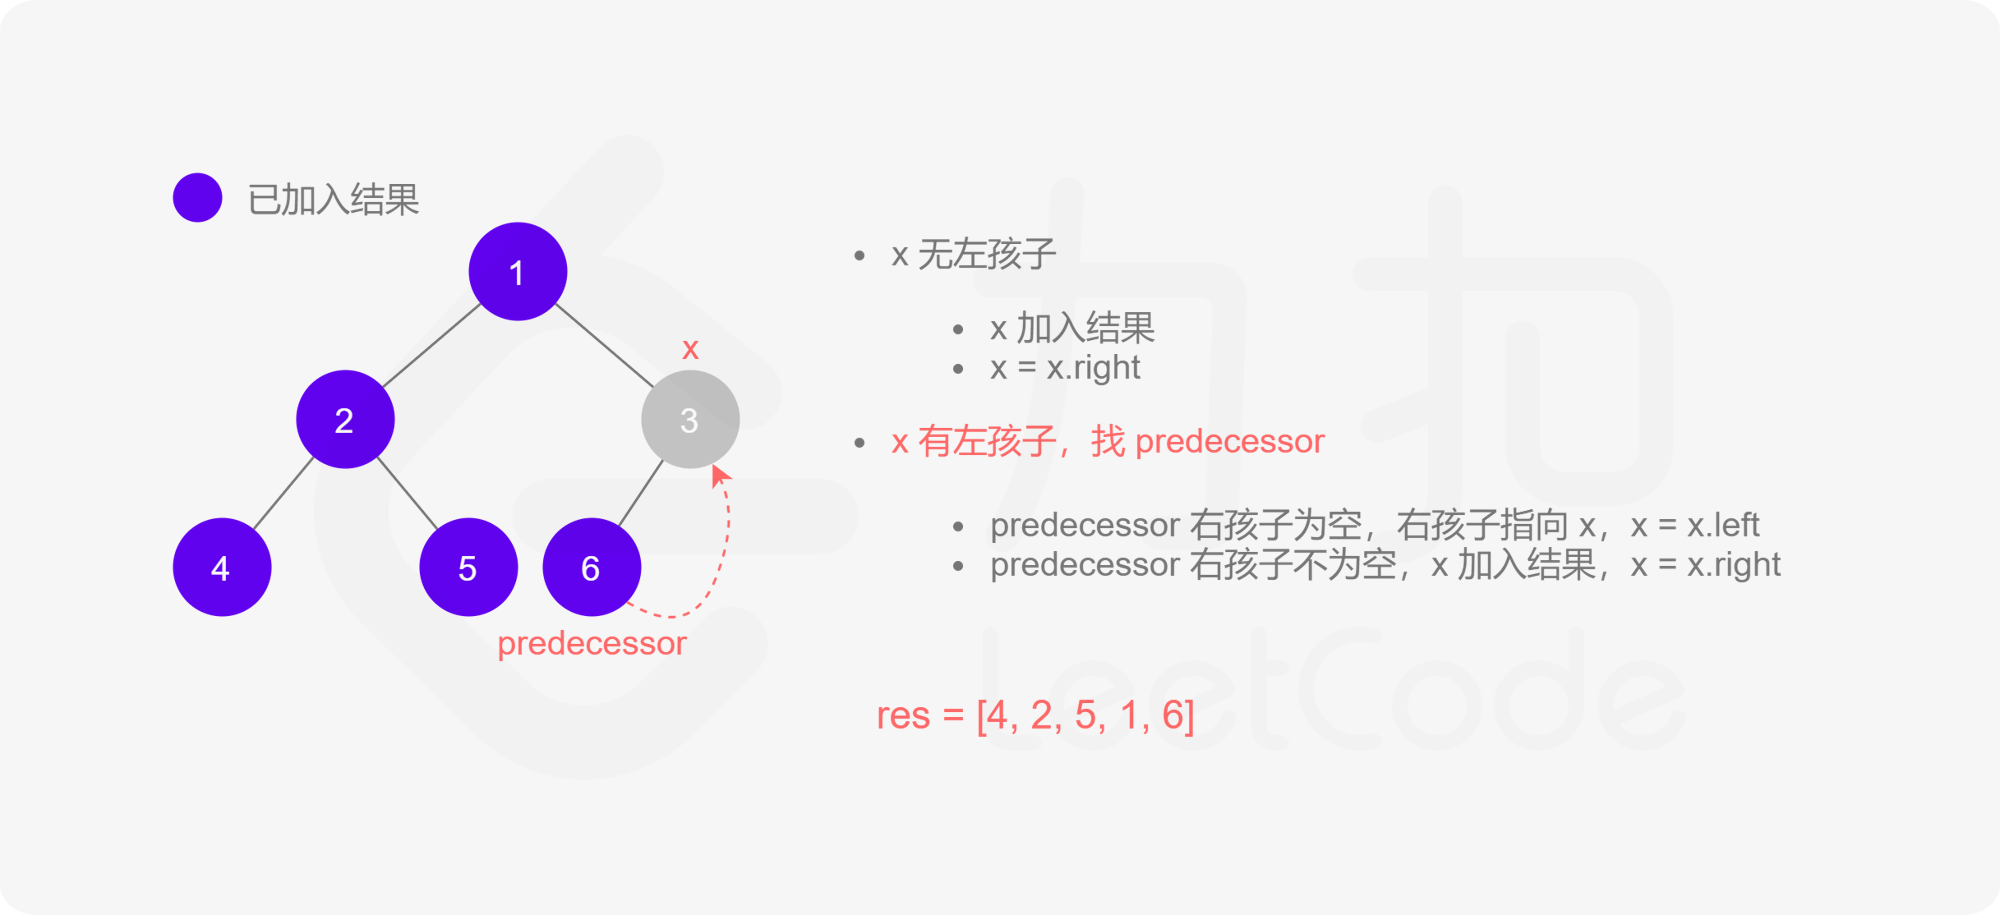 已加入结果
1
x
2
3
4
5
6
predecessor
x 无左孩子
x 加入结果
x = x.right
x 有左孩子，找 predecessor
predecessor 右孩子为空，右孩子指向 x，x = x.left
predecessor 右孩子不为空，x 加入结果，x = x.right
res = [4, 2, 5, 1, 6]
力扣
LeetCode